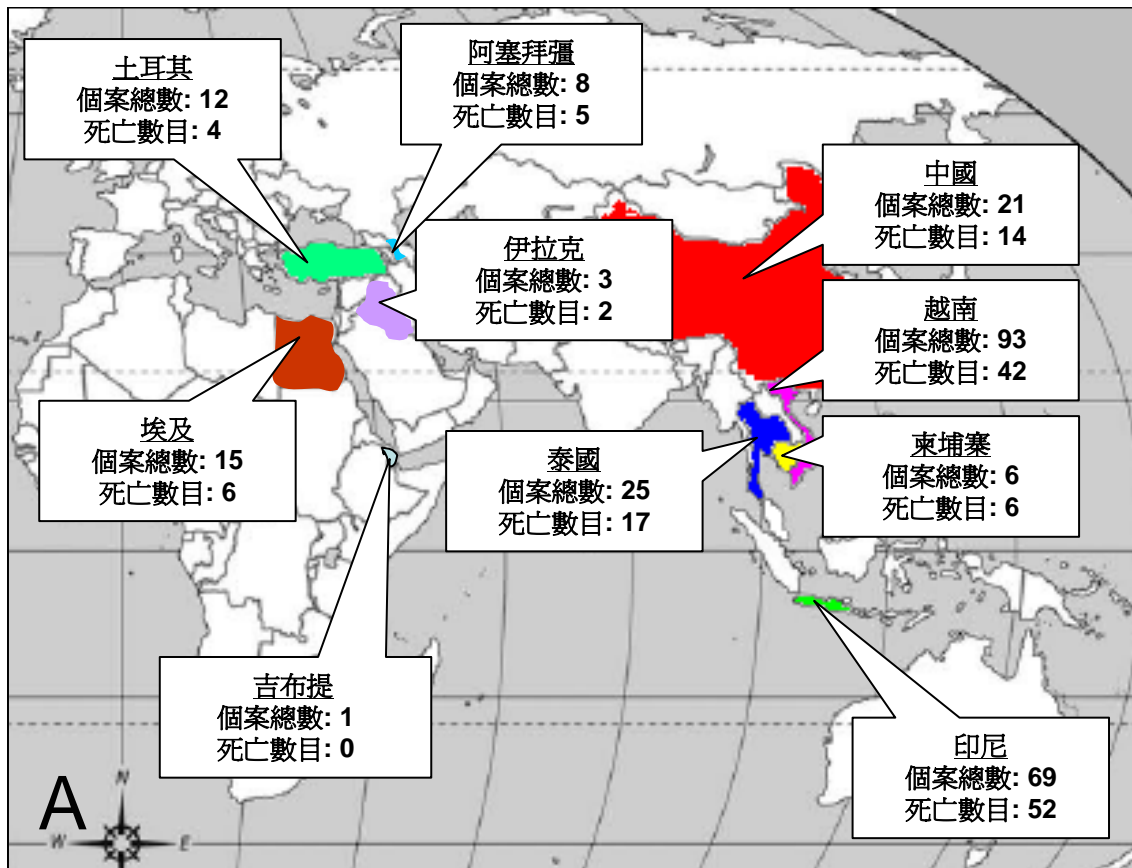 土耳其
個案總數: 12
死亡數目: 4
阿塞拜彊
個案總數: 8
死亡數目: 5
中國
個案總數: 21
死亡數目: 14
伊拉克
個案總數: 3
死亡數目: 2
越南
個案總數: 93
死亡數目: 42
埃及
個案總數: 15
死亡數目: 6
泰國
個案總數: 25
死亡數目: 17
柬埔寨
個案總數: 6
死亡數目: 6
吉布提
個案總數: 1
死亡數目: 0
印尼
個案總數: 69
死亡數目: 52
A
N
W
E